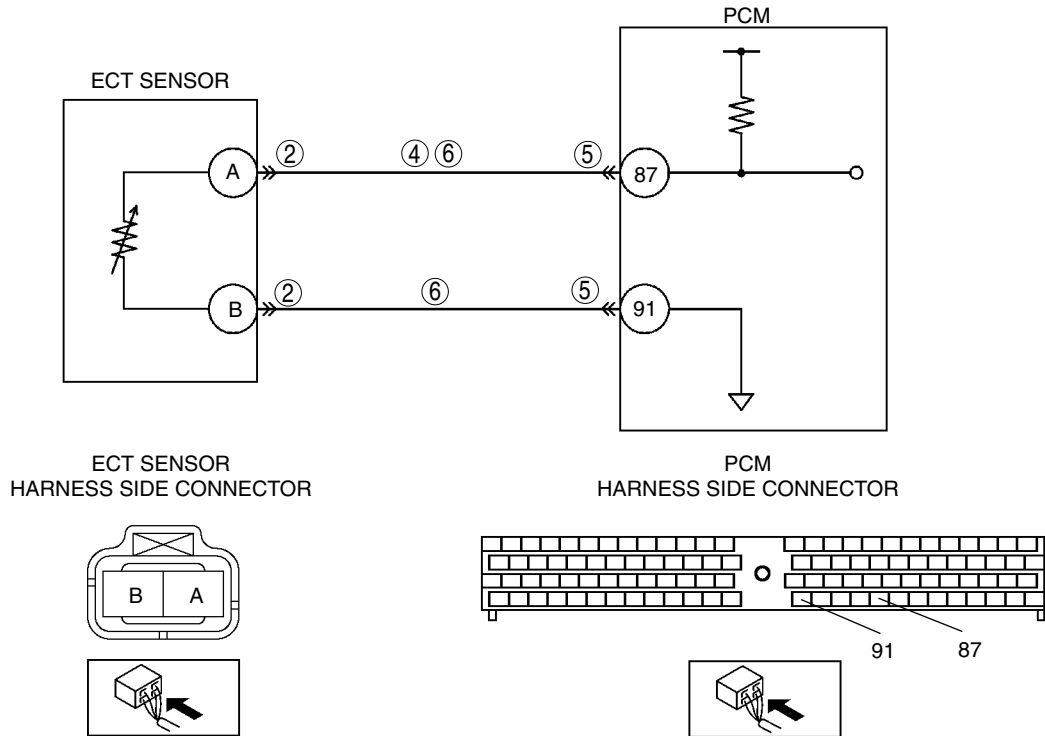 PCM
ECT SENSOR
A ② ④ ⑥ ⑤ 87
B ② ⑥ ⑤ 91
ECT SENSOR
HARNESS SIDE CONNECTOR
PCM
HARNESS SIDE CONNECTOR
B A
91 87